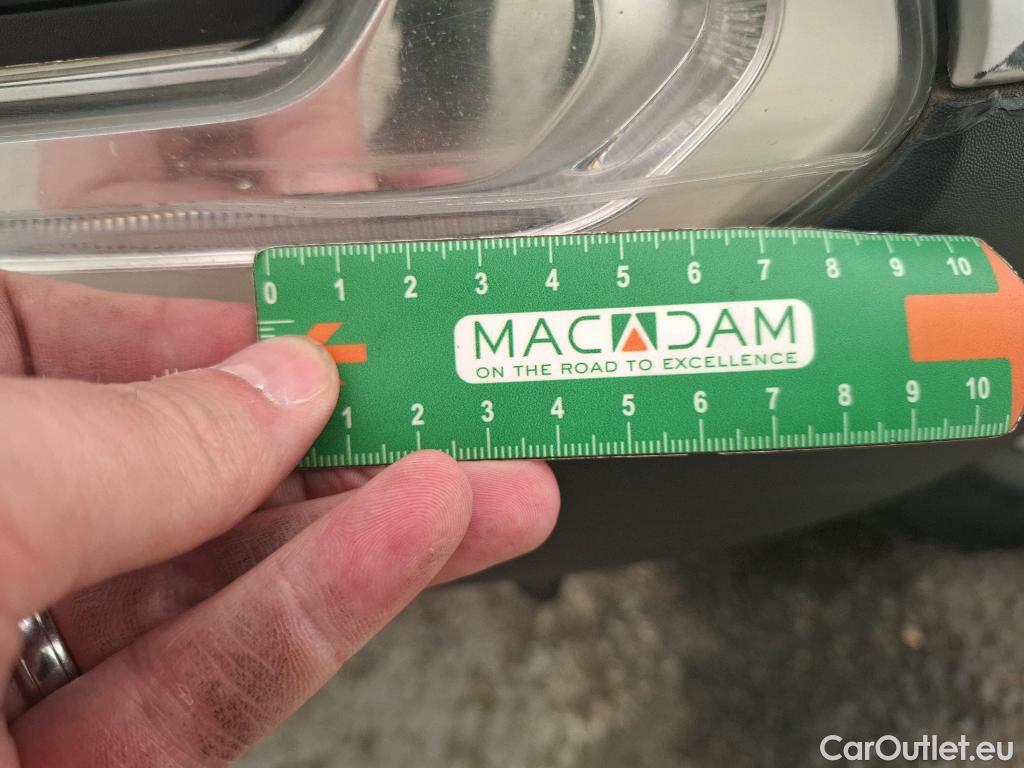 0 1 2 3 4 5 6 7 8 9 10
MACADAM
ON THE ROAD TO EXCELLENCE
1 2 3 4 5 6 7 8 9 10
CarOutlet.eu